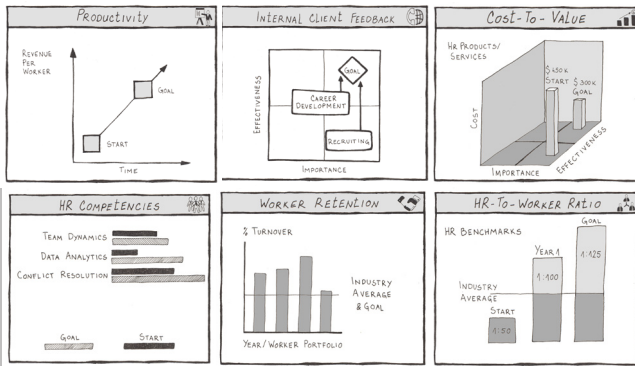 PRODUCTIVITY
REVENUE
PER
WORKER
GOAL
START
TIME
INTERNAL CLIENT FEEDBACK
EFFECTIVENESS
GOAL
CAREER
DEVELOPMENT
RECRUITING
IMPORTANCE
COST-TO-VALUE
HR PRODUCTS/
SERVICES
COST
$450K
START
$300K
GOAL
IMPORTANCE
EFFECTIVENESS
HR COMPETENCIES
TEAM DYNAMICS
DATA ANALYTICS
CONFLICT RESOLUTION
GOAL
START
WORKER RETENTION
% TURNOVER
INDUSTRY
AVERAGE
& GOAL
YEAR/WORKER PORTFOLIO
HR-TO-WORKER RATIO
HR BENCHMARKS
GOAL
1:125
YEAR 1
1:100
INDUSTRY
AVERAGE
START
1:50